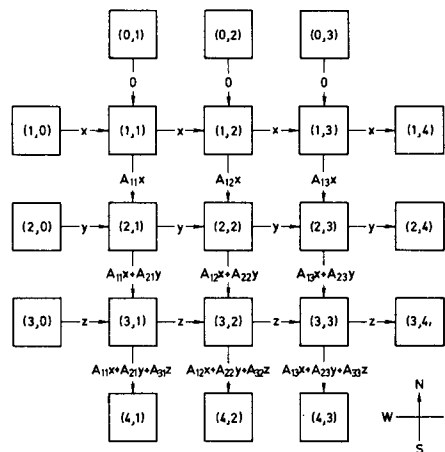 (0,1) (0,2) (0,3)
0 0 0
(1,0) x (1,1) x (1,2) x (1,3) x (1,4)
A₁₁x A₁₂x A₁₃x
(2,0) y (2,1) y (2,2) y (2,3) y (2,4)
A₁₁x+A₂₁y A₁₂x+A₂₂y A₁₃x+A₂₃y
(3,0) z (3,1) z (3,2) z (3,3) z (3,4,
A₁₁x+A₂₁y+A₃₁z A₁₂x+A₂₂y+A₃₂z A₁₃x+A₂₃y+A₃₃z
N
(4,1) (4,2) (4,3) W
S